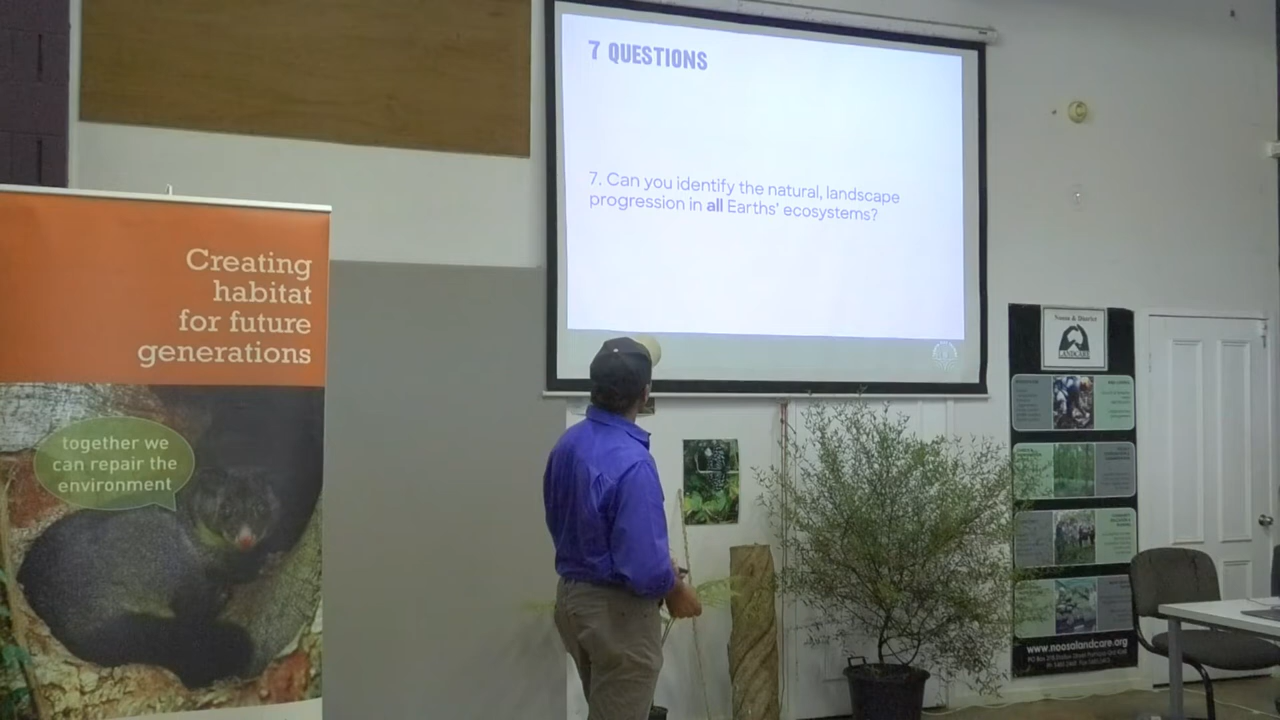 7 QUESTIONS
7. Can you identify the natural, landscape
progression in all Earths' ecosystems?
Creating
habitat
for future
generations
together we
can repair the
environment
Noosa & District
LANDCARE
www.noosalandcare.org